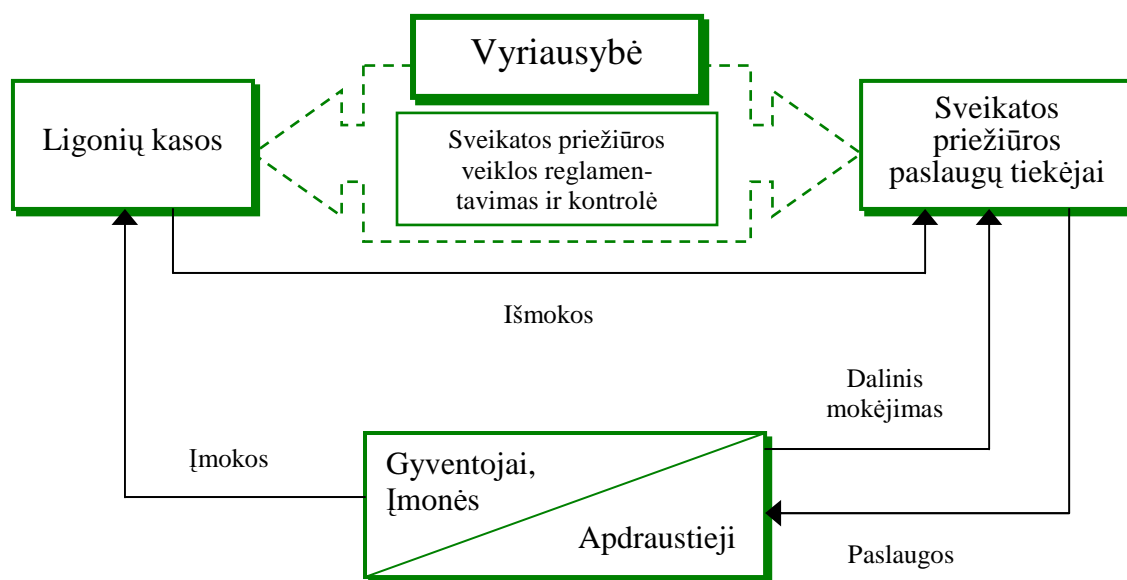 Vyriausybė
Ligonių kasos
Sveikatos priežiūros
veiklos reglamen-
tavimas ir kontrolė
Sveikatos
priežiūros
paslaugų tiekėjai
Išmokos
Dalinis
mokėjimas
Įmokos
Gyventojai,
Įmonės
Apdraustieji
Paslaugos